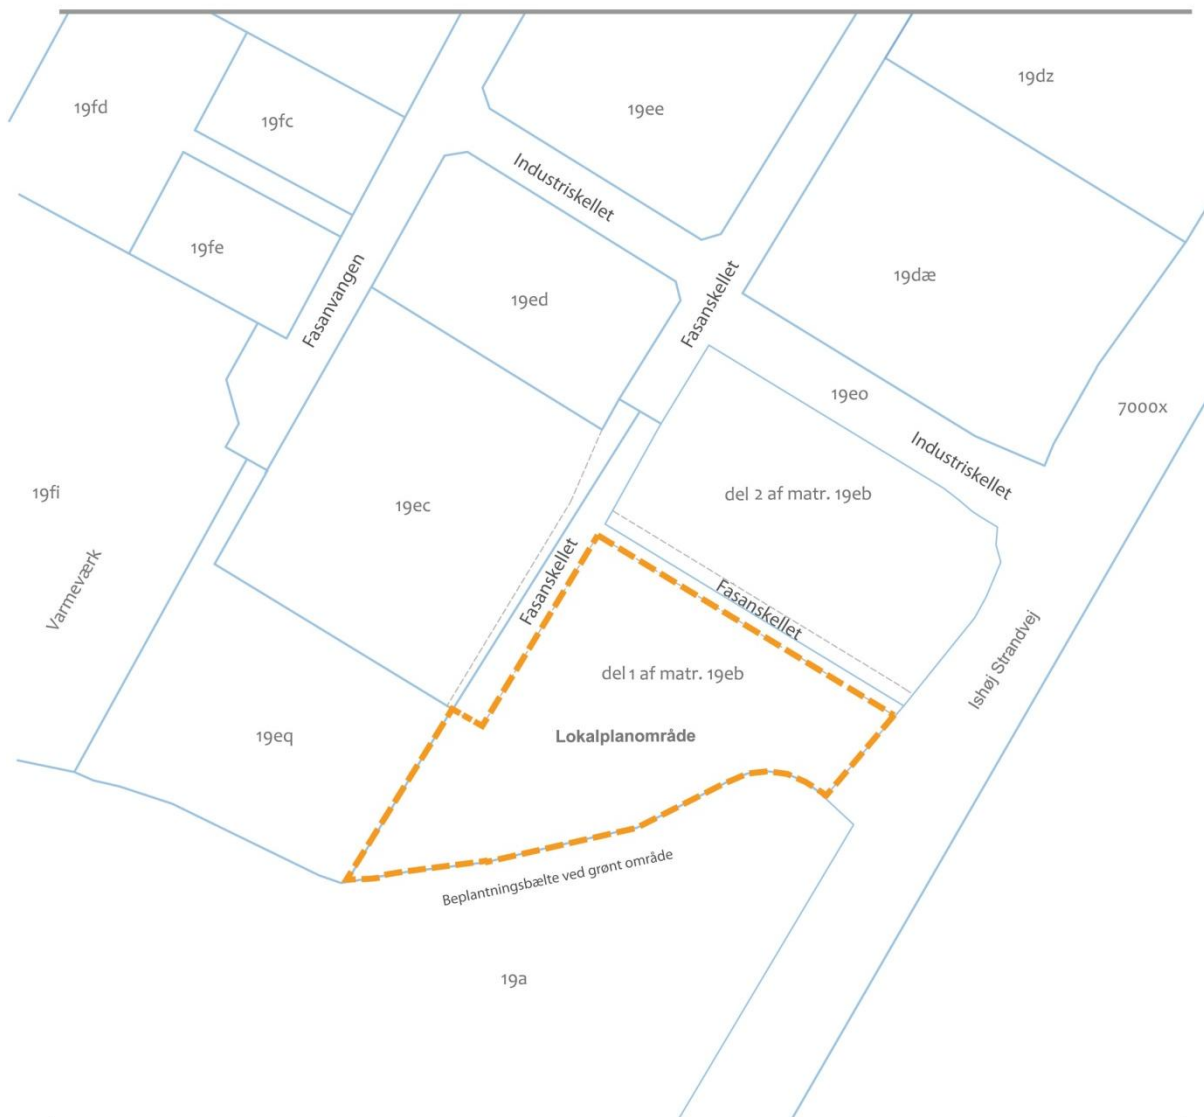 19dz
19fd
19fc
19ee
Industriskellet
19fe
19dæ
Fasanvangen
19ed
Fasanskellet
19eo
7000x
Industriskellet
19fi
del 2 af matr. 19eb
19ec
Varmeværk
Fasanskellet
Fasanskellet
Ishøj Strandvej
del 1 af matr. 19eb
19eq
Lokalplanområde
Beplantningsbælte ved grønt område
19a